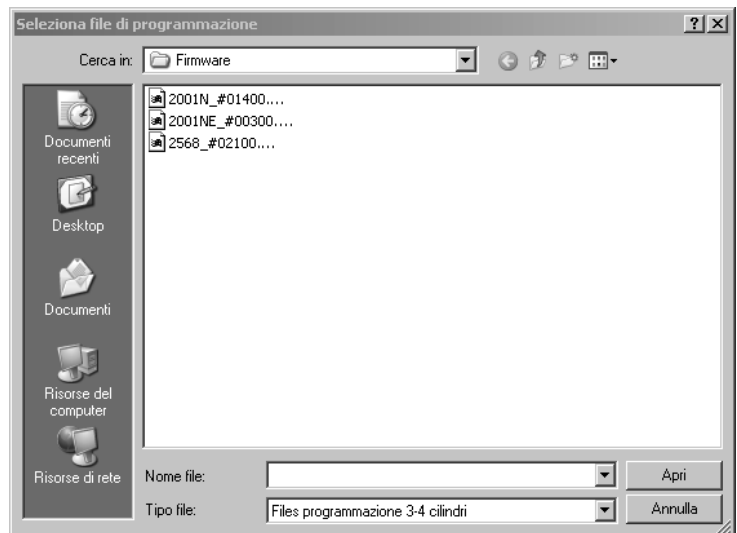 Seleziona file di programmazione
Cerca in: Firmware
2001N_#01400....
2001NE_#00300....
2568_#02100....
Documenti
recenti
Desktop
Documenti
Risorse del
computer
Risorse di rete
Nome file:
Apri
Tipo file: Files programmazione 3-4 cilindri
Annulla